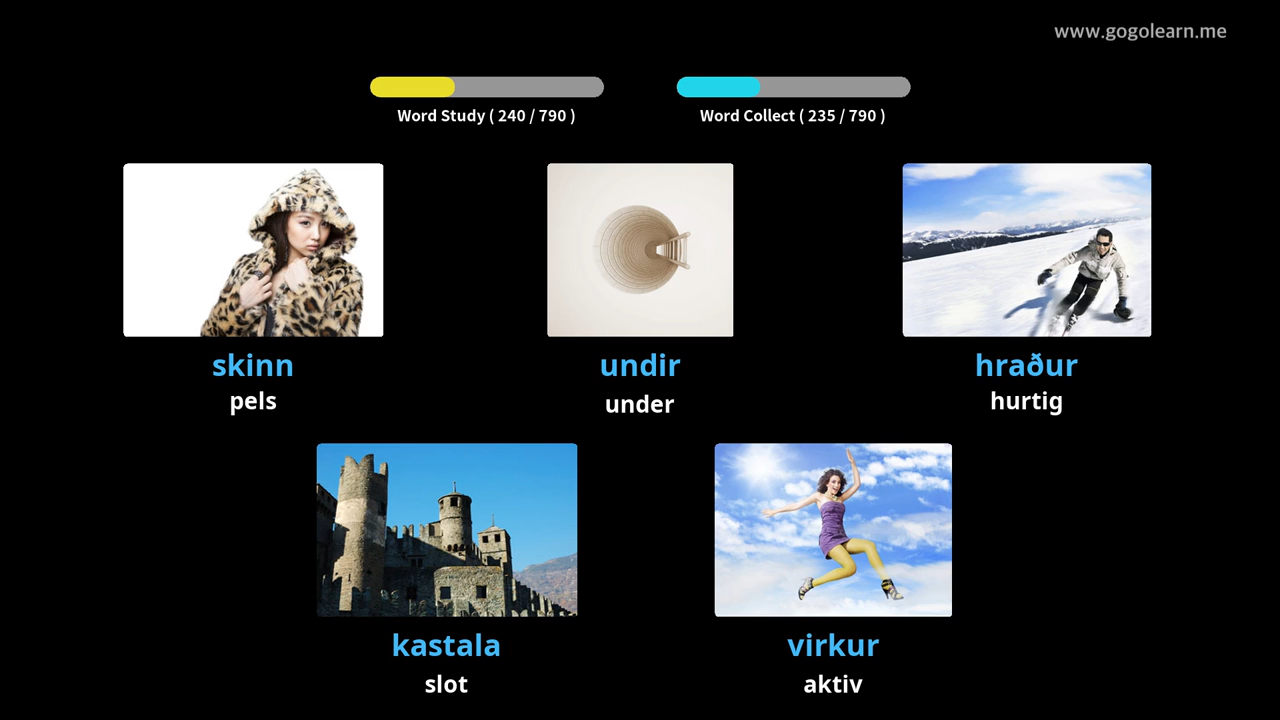 www.gogolearn.me
Word Study ( 240 / 790 )
Word Collect ( 235 / 790 )
skinn
pels
undir
under
hraður
hurtig
kastala
slot
virkur
aktiv